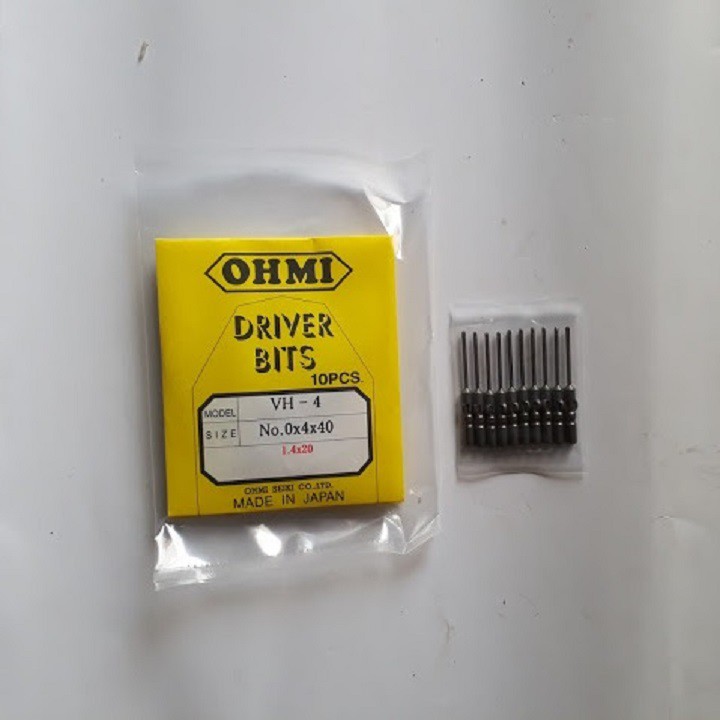 OHMI
DRIVER
BITS
10PCS.
MODEL VH - 4
SIZE No.0x4x40
1.4x20
OHMI SEIKI CO.,LTD.
MADE IN JAPAN